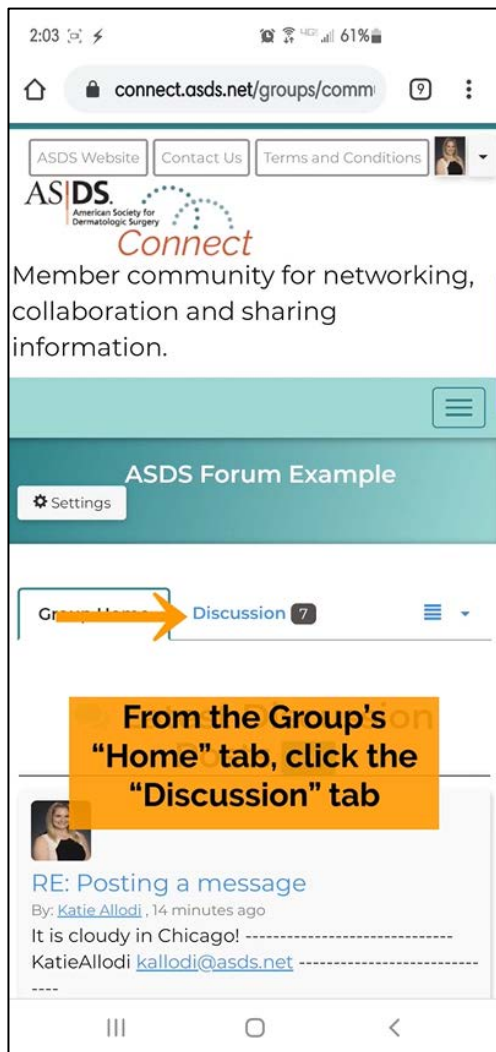 2:03 4GE 61%
connect.asds.net/groups/comm 9
ASDS Website Contact Us Terms and Conditions
AS|DS.
American Society for
Dermatologic Surgery
Connect
Member community for networking,
collaboration and sharing
information.
ASDS Forum Example
Settings
Group Home Discussion 7
From the Group's
“Home” tab, click the
“Discussion” tab
RE: Posting a message
By: Katie Allodi , 14 minutes ago
It is cloudy in Chicago! ------------------------------
KatieAllodi kallodi@asds.net --------------------------
----